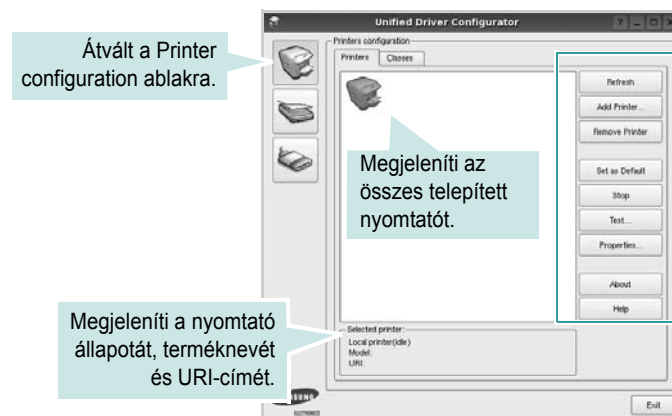 Unified Driver Configurator
Átvált a Printer
configuration ablakra.
Printers configuration
Printers
Classes
Refresh
Add Printer...
Remove Printer
Megjeleníti az
összes telepített
nyomtatót.
Set as Default
Stop
Test...
Properties...
About
Help
Megjeleníti a nyomtató
állapotát, terméknevét
és URI-címét.
Selected printer:
Local printer(idle)
Model:
URI:
SUNG
ELECTRONICS
Exit